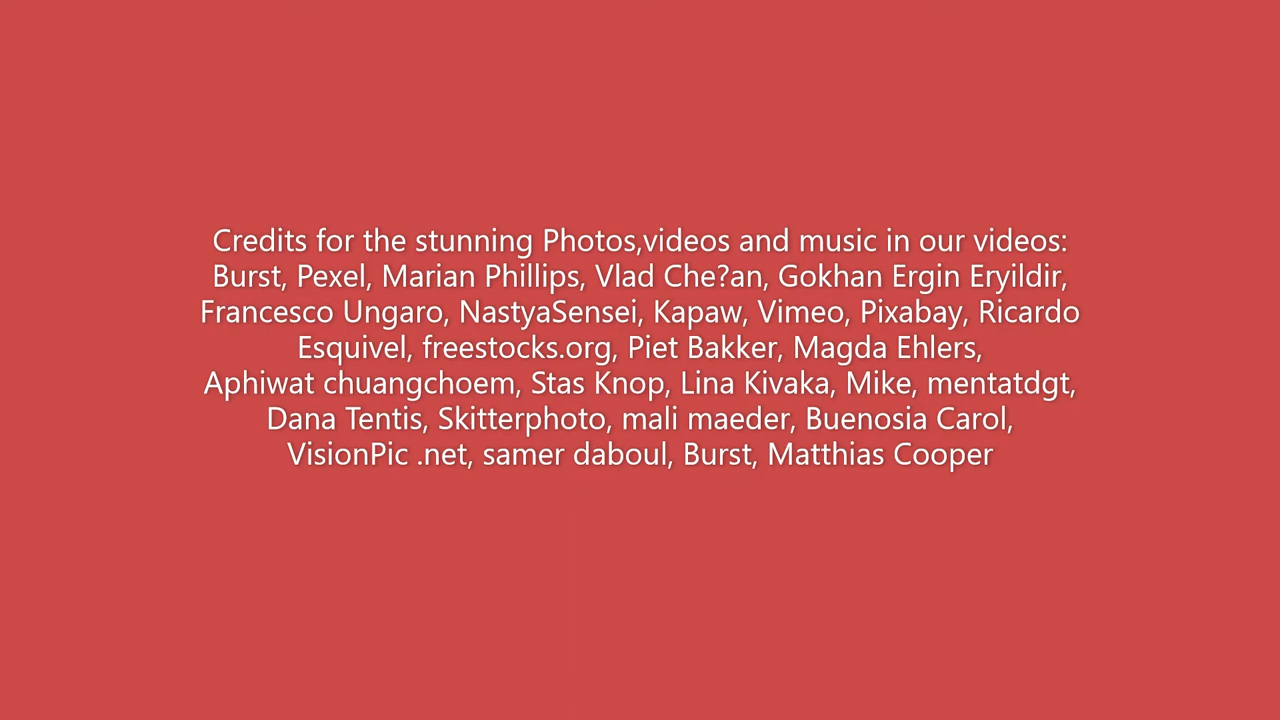 Credits for the stunning Photos,videos and music in our videos:
Burst, Pexel, Marian Phillips, Vlad Che?an, Gokhan Ergin Eryildir,
Francesco Ungaro, NastyaSensei, Kapaw, Vimeo, Pixabay, Ricardo
Esquivel, freestocks.org, Piet Bakker, Magda Ehlers,
Aphiwat chuangchoem, Stas Knop, Lina Kivaka, Mike, mentatdgt,
Dana Tentis, Skitterphoto, mali maeder, Buenosia Carol,
VisionPic .net, samer daboul, Burst, Matthias Cooper